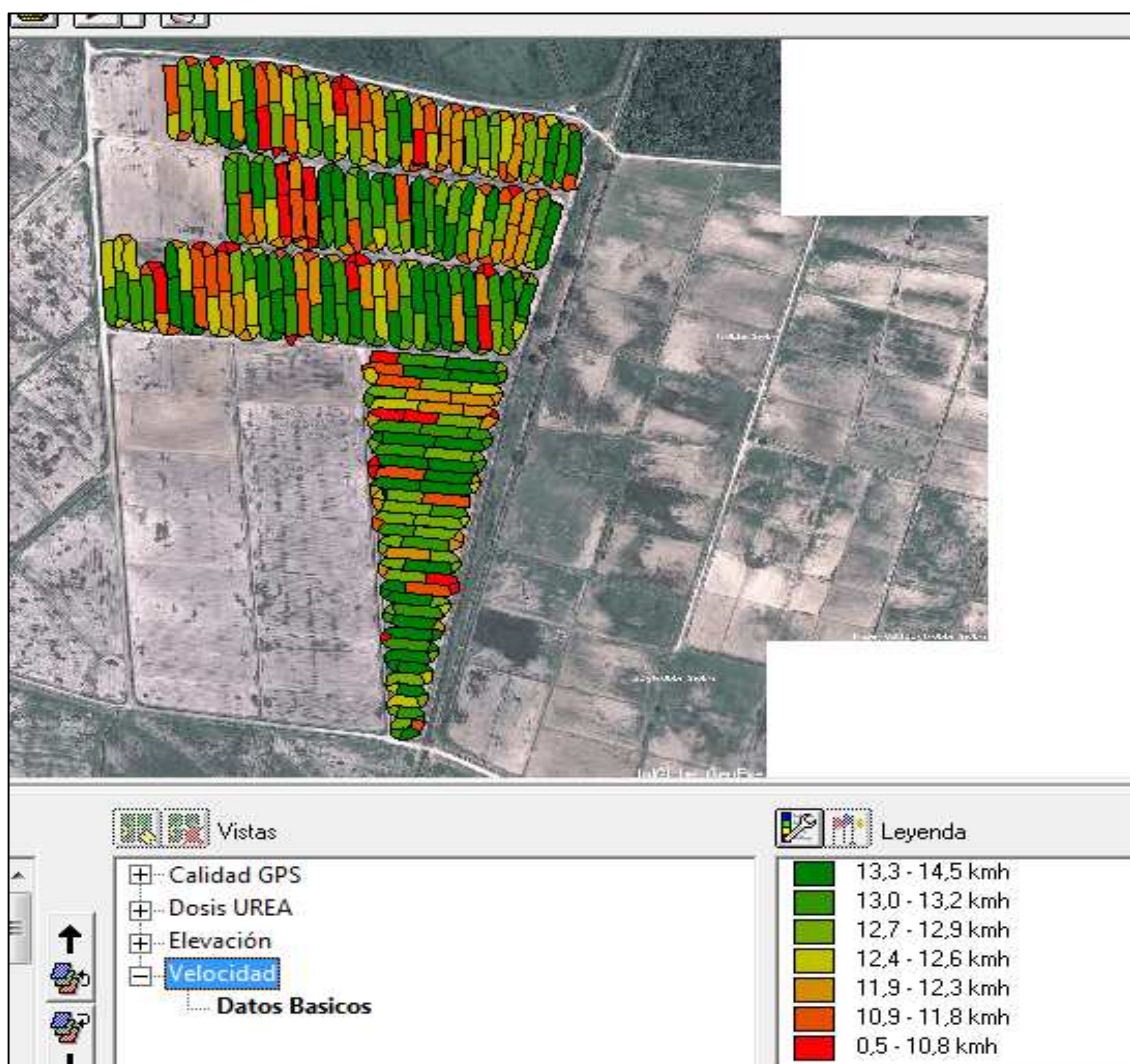 Vistas
Calidad GPS
Dosis UREA
Elevación
Velocidad
Datos Basicos
Leyenda
13,3 - 14,5 kmh
13,0 - 13,2 kmh
12,7 - 12,9 kmh
12,4 - 12,6 kmh
11,9 - 12,3 kmh
10,9 - 11,8 kmh
0,5 - 10,8 kmh